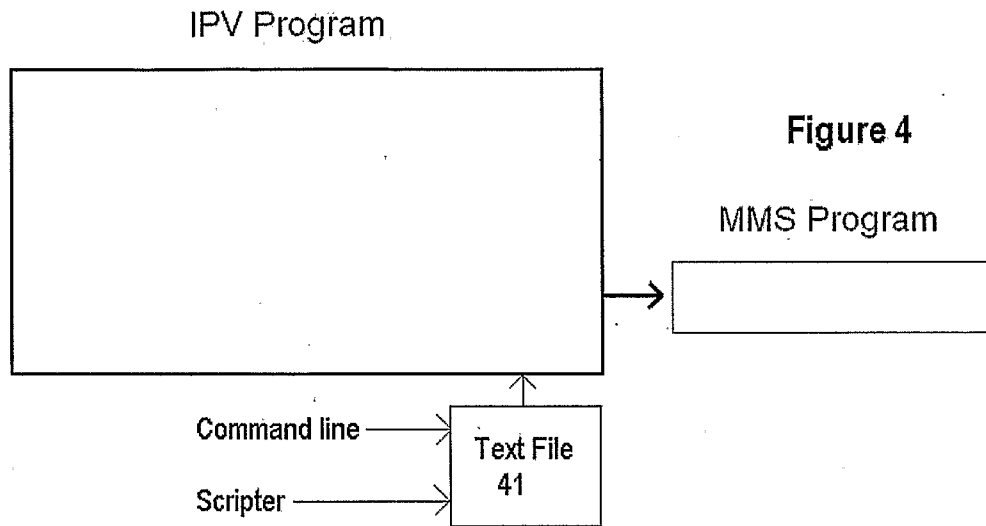 IPV Program
Figure 4
MMS Program
Command line
Text File
41
Scripter